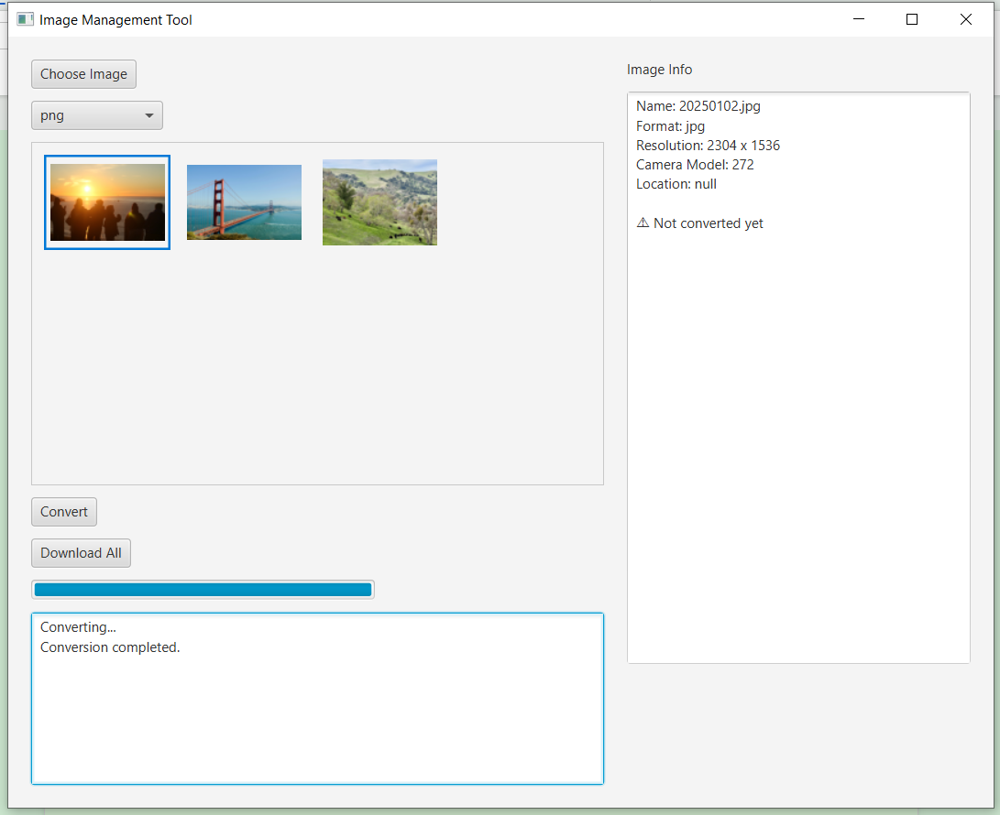 Image Management Tool
Choose Image
png
Convert
Download All
Converting...
Conversion completed.
Image Info
Name: 20250102.jpg
Format: jpg
Resolution: 2304 x 1536
Camera Model: 272
Location: null
⚠ Not converted yet